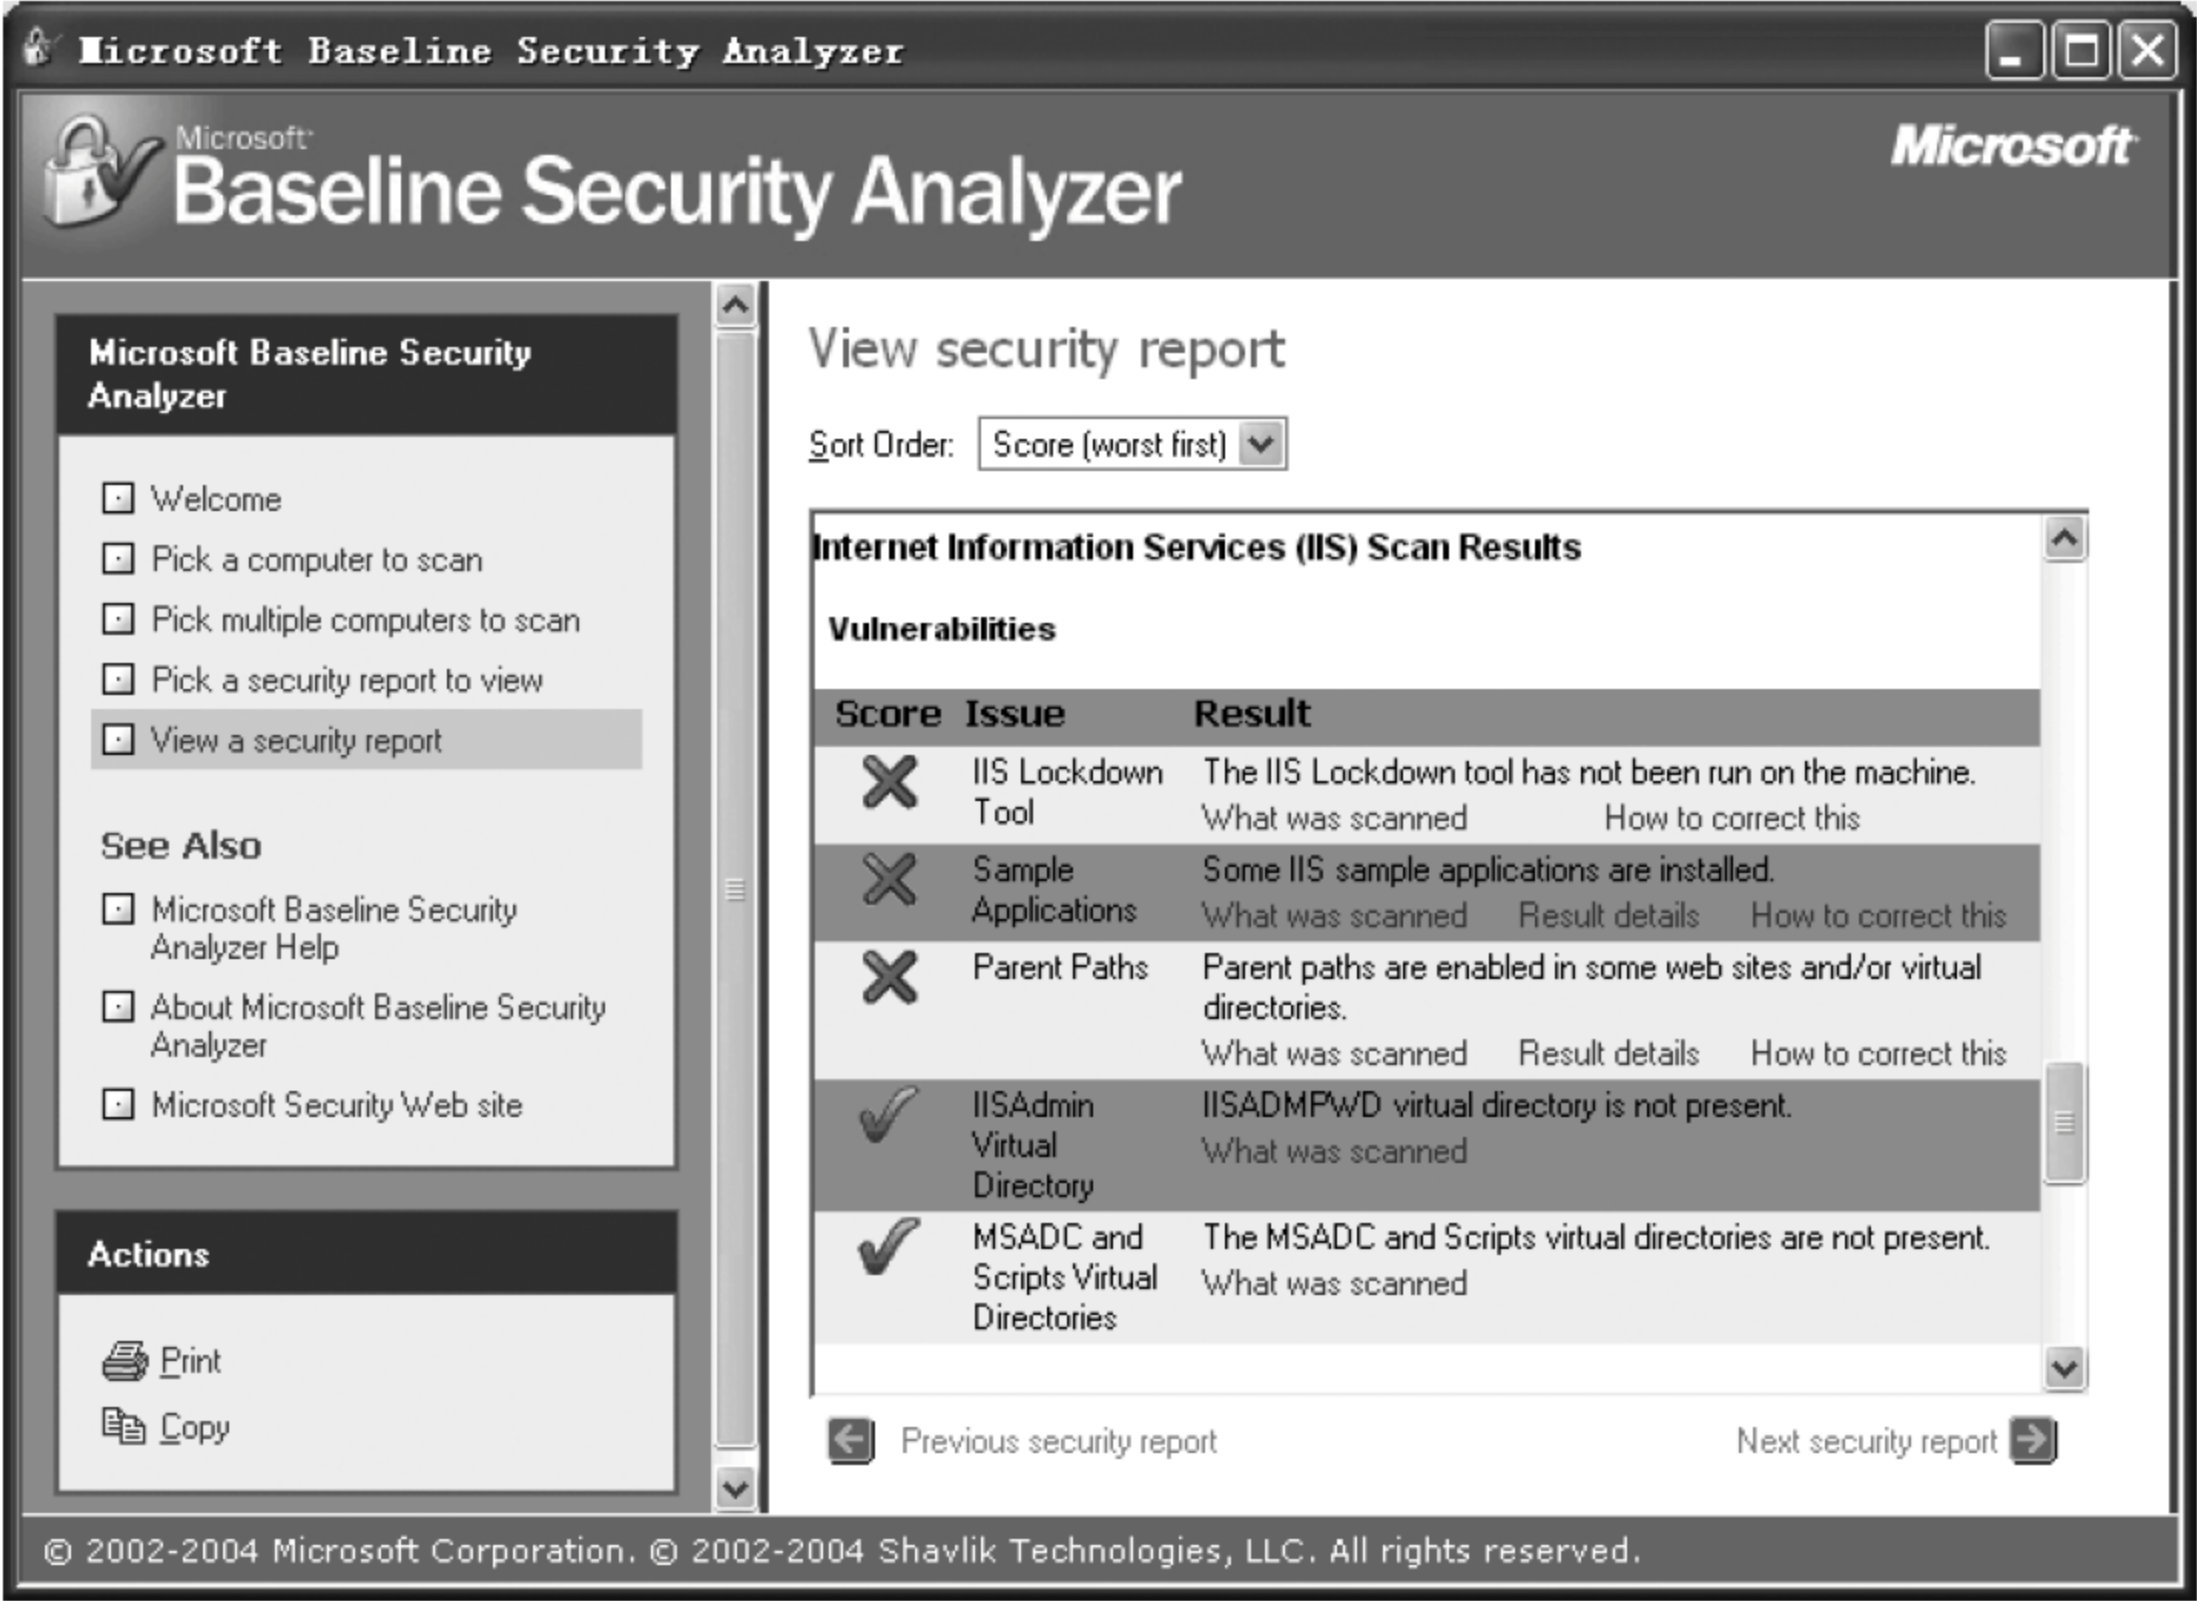 Microsoft Baseline Security Analyzer
Microsoft
Baseline Security Analyzer
Microsoft
Microsoft Baseline Security
Analyzer
Welcome
Pick a computer to scan
Pick multiple computers to scan
Pick a security report to view
View a security report
See Also
Microsoft Baseline Security
Analyzer Help
About Microsoft Baseline Security
Analyzer
Microsoft Security Web site
Actions
Print
Copy
View security report
Sort Order: Score (worst first)
Internet Information Services (IIS) Scan Results
Vulnerabilities
Score Issue Result
IIS Lockdown The IIS Lockdown tool has not been run on the machine.
Tool What was scanned How to correct this
Sample Some IIS sample applications are installed.
Applications What was scanned Result details How to correct this
Parent Paths Parent paths are enabled in some web sites and/or virtual
directories.
What was scanned Result details How to correct this
IISAdmin IISADMPWD virtual directory is not present.
Virtual What was scanned
Directory
MSADC and The MSADC and Scripts virtual directories are not present.
Scripts Virtual What was scanned
Directories
Previous security report Next security report
© 2002-2004 Microsoft Corporation. © 2002-2004 Shavlik Technologies, LLC. All rights reserved.